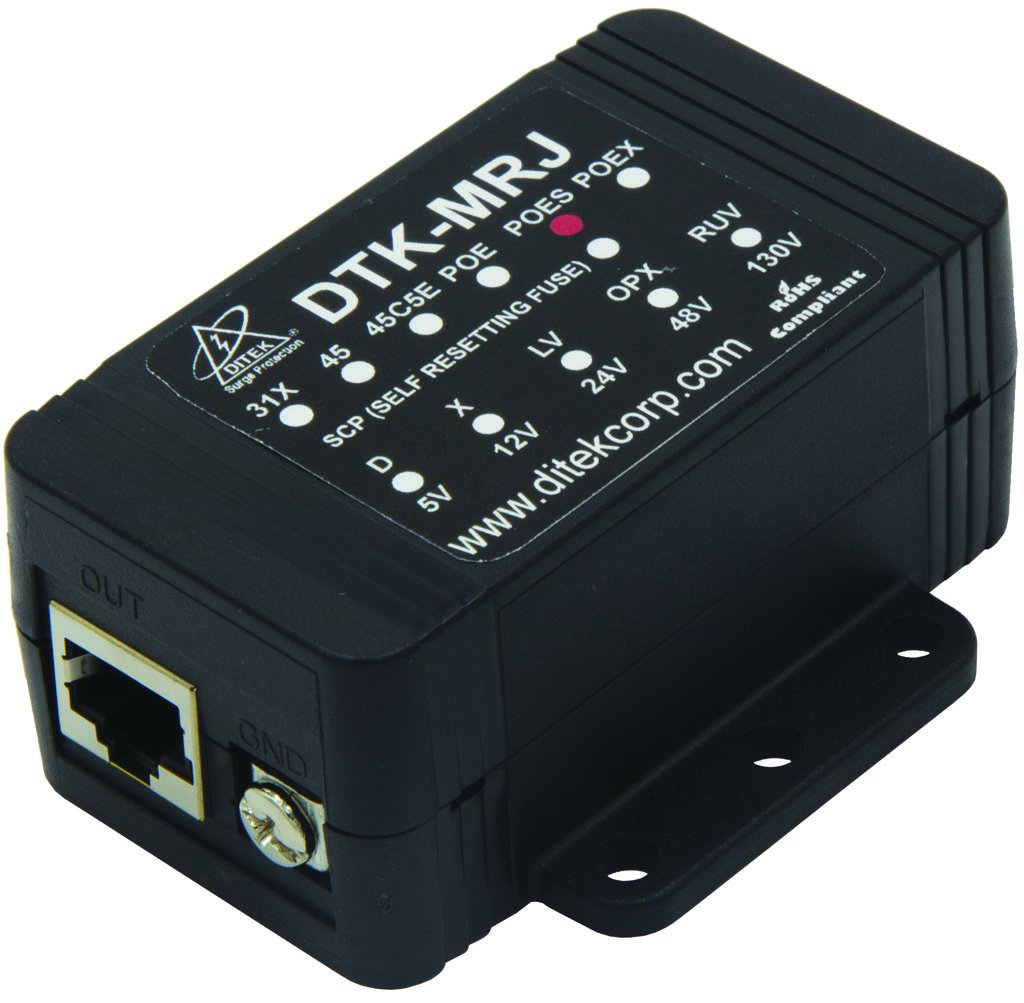 DITEK®
Surge Protection
DTK-MRJ
31X 45 45C5E POE POES POEX
SCP (SELF RESETTING FUSE)
D X LV OPX RUV
5V 12V 24V 48V 130V
www.ditekcorp.com
RoHS
Compliant
OUT
GND